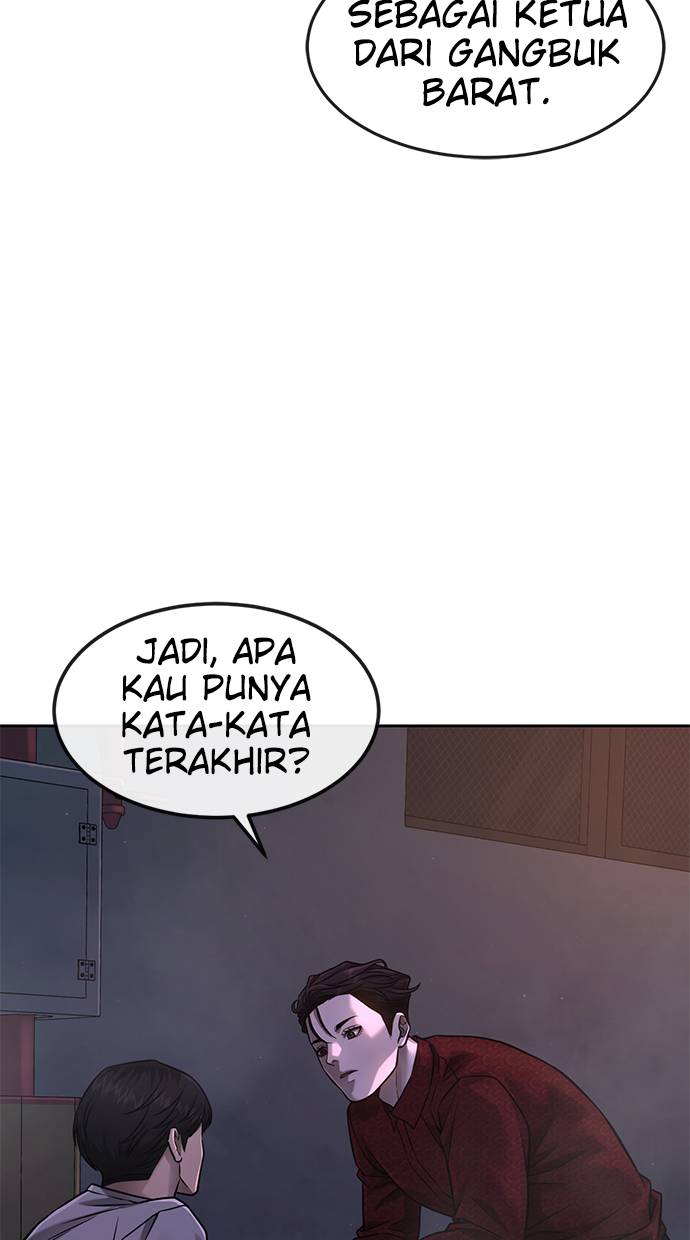 SEBAGAI KETUA
DARI GANGBUK
BARAT.
JADI, APA
KAU PUNYA
KATA-KATA
TERAKHIR?